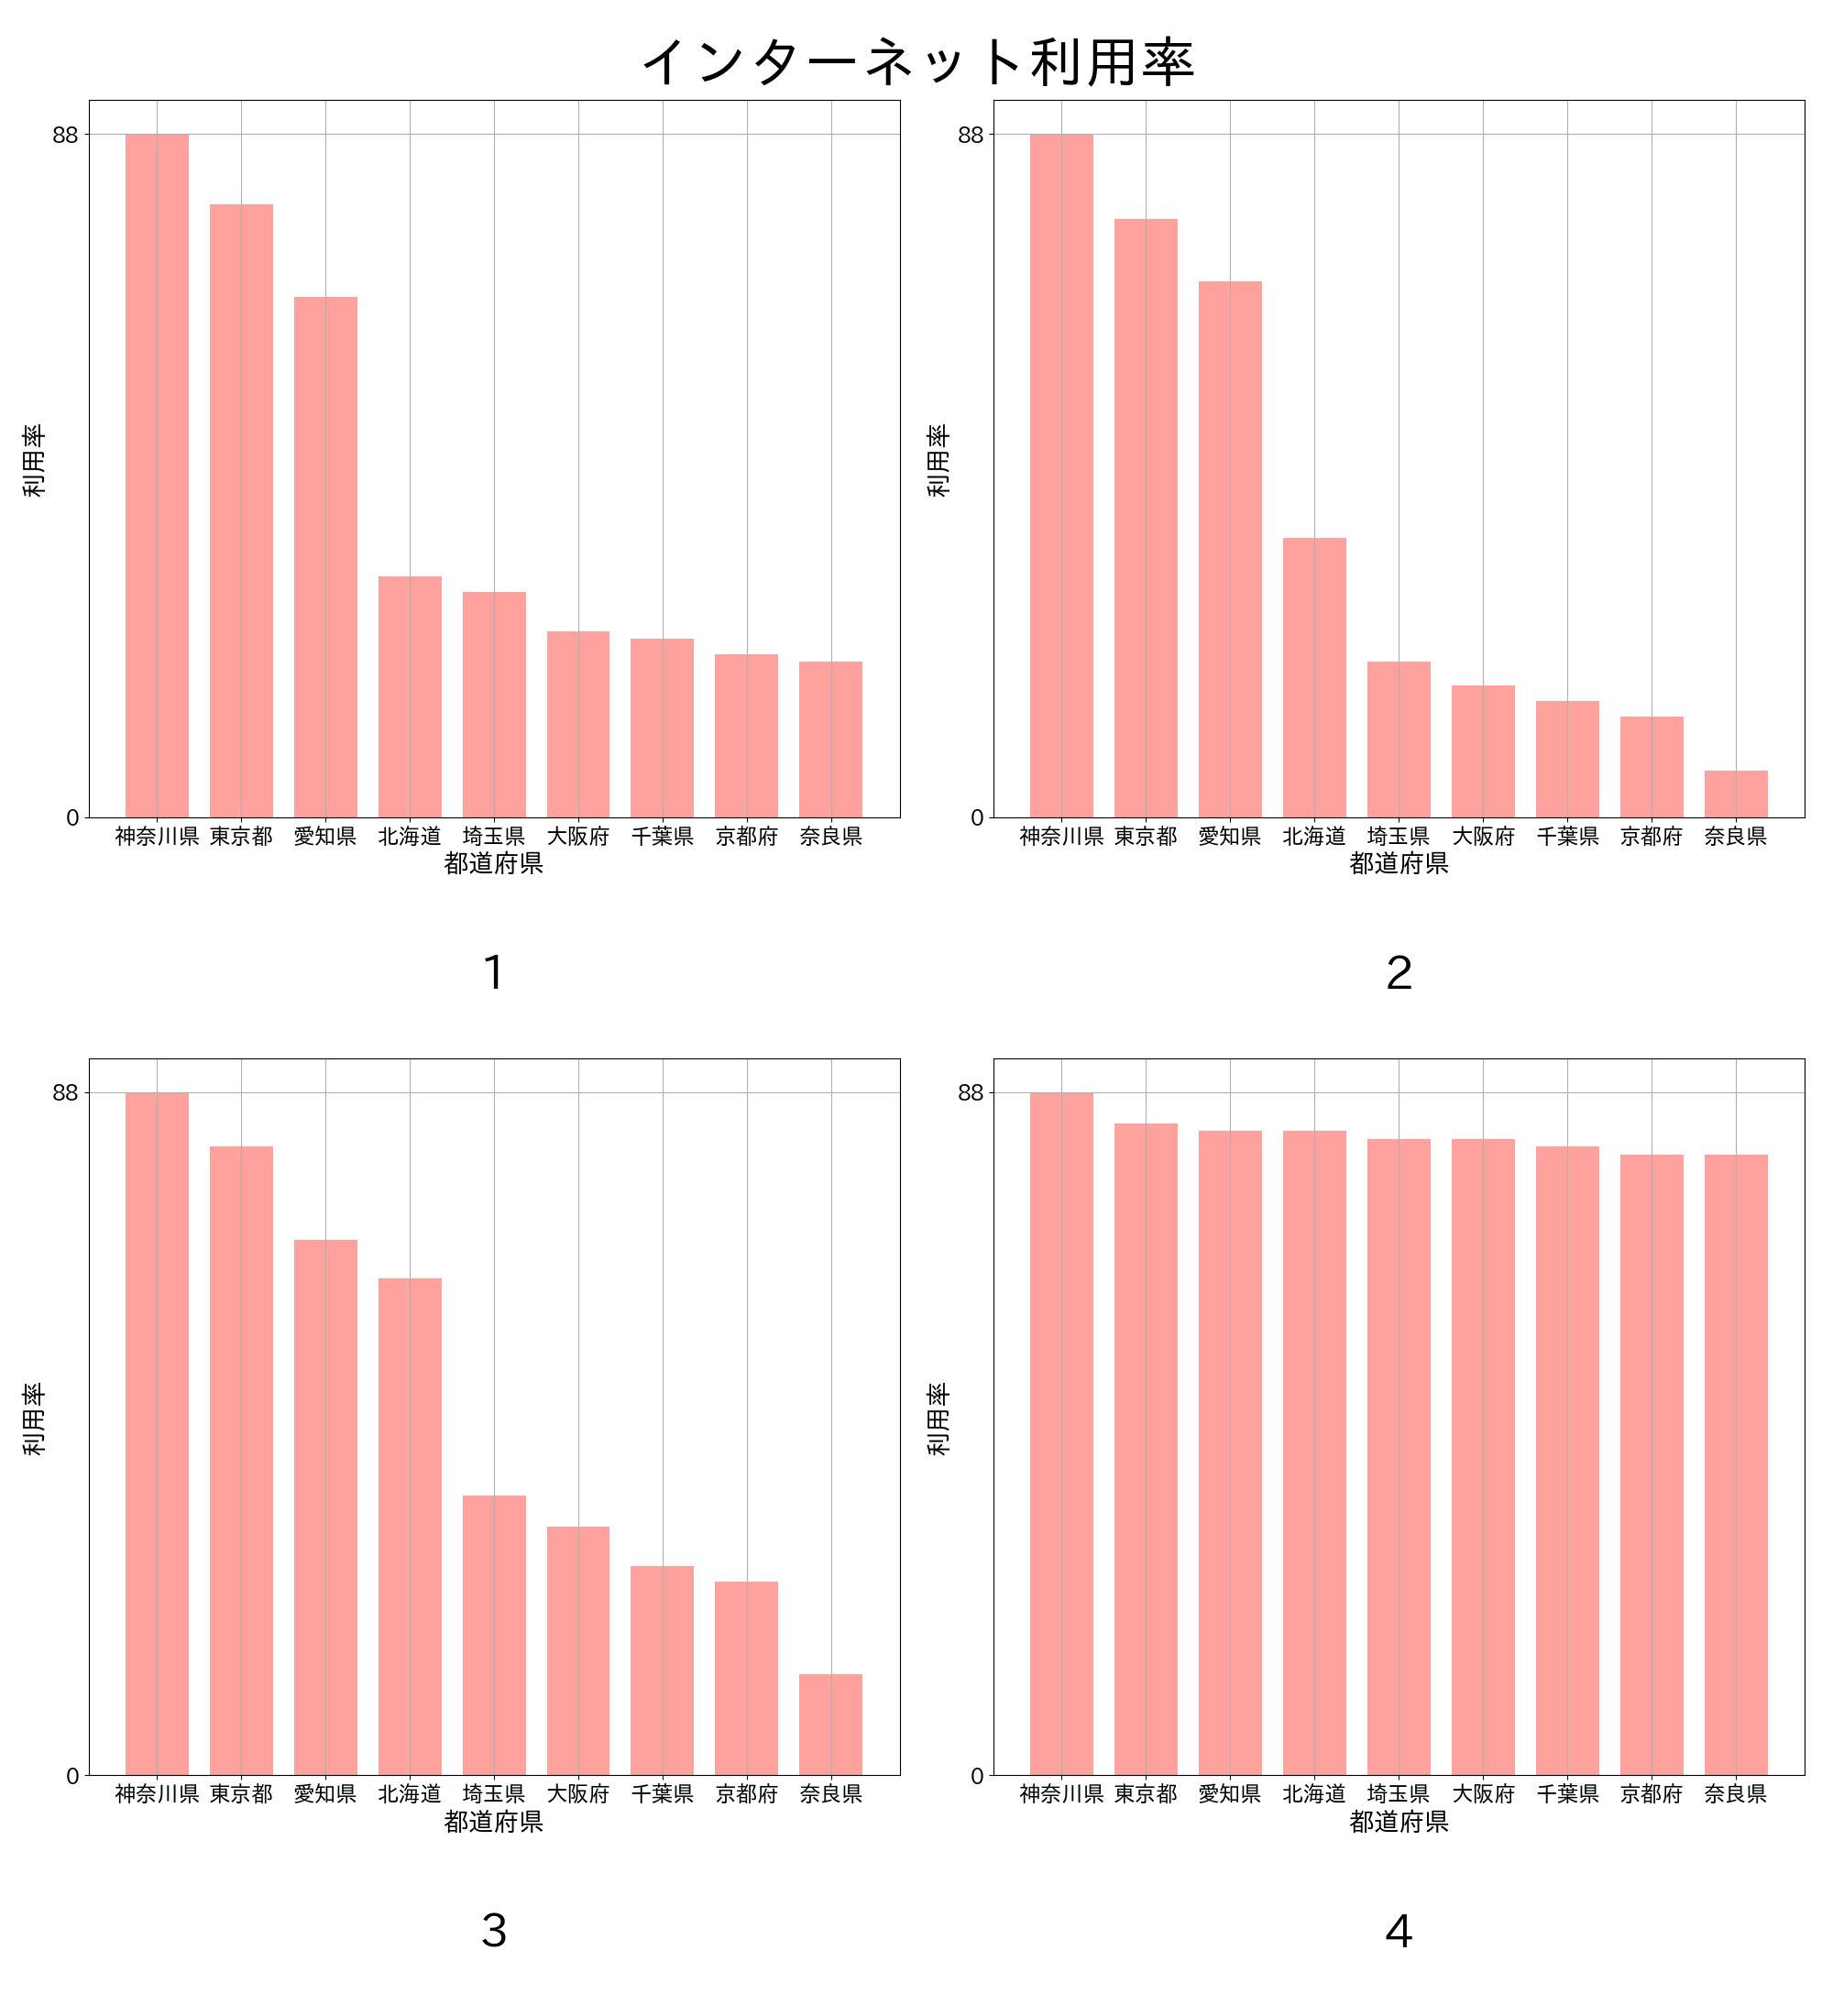 インターネット利用率
88
0
利用率
神奈川県 東京都 愛知県 北海道 埼玉県 大阪府 千葉県 京都府 奈良県
都道府県
1
88
0
利用率
神奈川県 東京都 愛知県 北海道 埼玉県 大阪府 千葉県 京都府 奈良県
都道府県
2
88
0
利用率
神奈川県 東京都 愛知県 北海道 埼玉県 大阪府 千葉県 京都府 奈良県
都道府県
3
88
0
利用率
神奈川県 東京都 愛知県 北海道 埼玉県 大阪府 千葉県 京都府 奈良県
都道府県
4